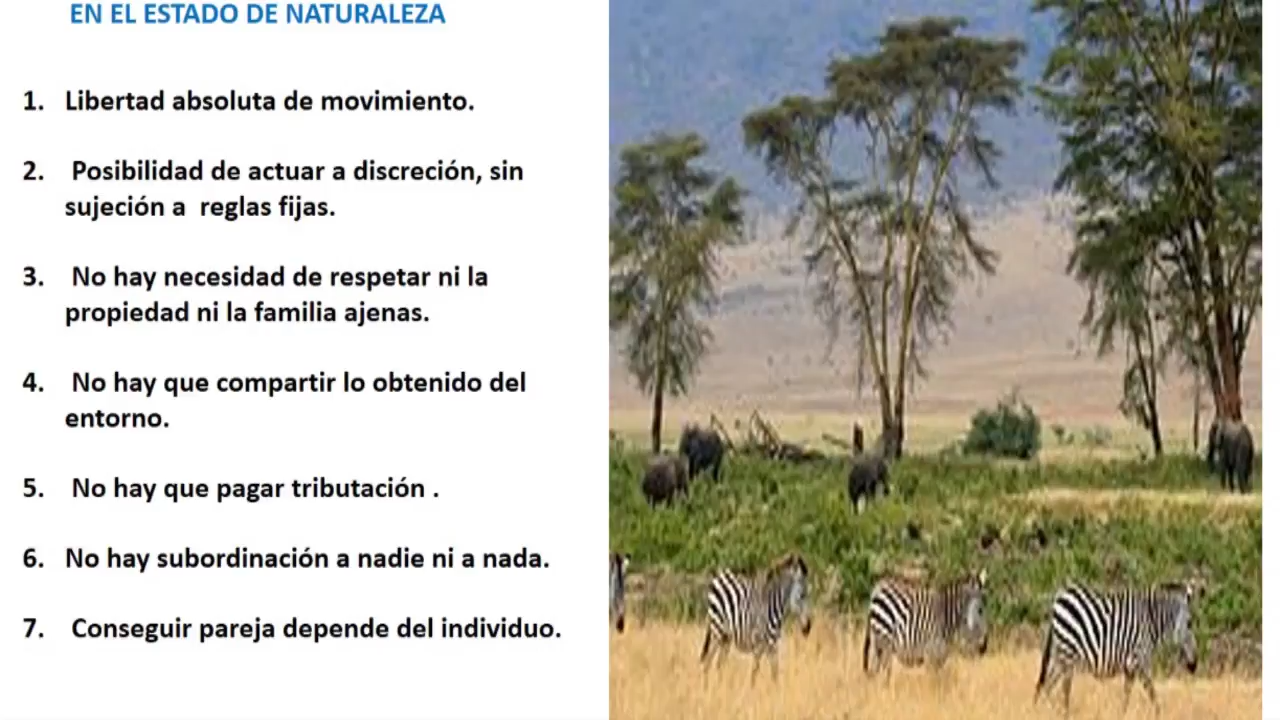 EN EL ESTADO DE NATURALEZA
1. Libertad absoluta de movimiento.
2. Posibilidad de actuar a discreción, sin
sujeción a reglas fijas.
3. No hay necesidad de respetar ni la
propiedad ni la familia ajenas.
4. No hay que compartir lo obtenido del
entorno.
5. No hay que pagar tributación .
6. No hay subordinación a nadie ni a nada.
7. Conseguir pareja depende del individuo.